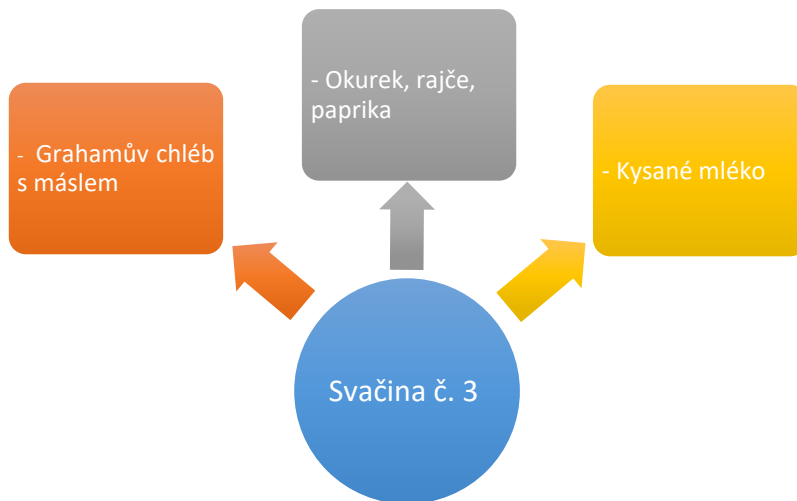 - Okurek, rajče,
paprika
- Grahamův chléb
s máslem
- Kysané mléko
Svačina č. 3